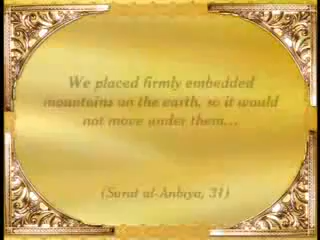 We placed firmly embedded
mountains on the earth, so it would
not move under them...
(Surat al-Anbiya, 31)